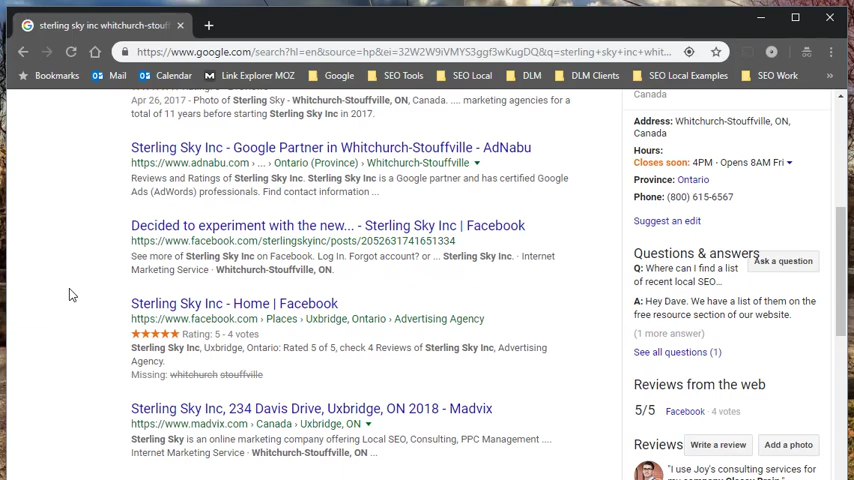 sterling sky inc whitchurch-stouff
https://www.google.com/search?hl=en&source=hp&ei=32W2W9iVMYS3ggf3wKugDQ&q=sterling+sky+inc+whit...
Bookmarks Mail Calendar Link Explorer MOZ Google SEO Tools SEO Local DLM DLM Clients SEO Local Examples SEO Work »
Apr 26, 2017 - Photo of Sterling Sky - Whitchurch-Stouffville, ON, Canada. .... marketing agencies for a
total of 11 years before starting Sterling Sky Inc in 2017.
Sterling Sky Inc - Google Partner in Whitchurch-Stouffville - AdNabu
https://www.adnabu.com › ... › Ontario (Province) › Whitchurch-Stouffville
Reviews and Ratings of Sterling Sky Inc. Sterling Sky Inc is a Google partner and has certified Google
Ads (AdWords) professionals. Find contact information ...
Decided to experiment with the new... - Sterling Sky Inc | Facebook
https://www.facebook.com/sterlingskyinc/posts/2052631741651334
See more of Sterling Sky Inc on Facebook. Log In. Forgot account? or ... Sterling Sky Inc. · Internet
Marketing Service · Whitchurch-Stouffville, ON.
Sterling Sky Inc - Home | Facebook
https://www.facebook.com › Places › Uxbridge, Ontario › Advertising Agency
Rating: 5 - 4 votes
Sterling Sky Inc, Uxbridge, Ontario: Rated 5 of 5, check 4 Reviews of Sterling Sky Inc, Advertising
Agency.
Missing: whitchurch stouffville
Sterling Sky Inc, 234 Davis Drive, Uxbridge, ON 2018 - Madvix
https://www.madvix.com › Canada › Uxbridge, ON
Sterling Sky is an online marketing company offering Local SEO, Consulting, PPC Management ....
Internet Marketing Service · Whitchurch-Stouffville, ON ...
Canada
Address: Whitchurch-Stouffville, ON,
Canada
Hours:
Closes soon: 4PM · Opens 8AM Fri
Province: Ontario
Phone: (800) 615-6567
Suggest an edit
Questions & answers
Ask a question
Q: Where can I find a list
of recent local SEO...
A: Hey Dave. We have a list of them on the
free resource section of our website.
(1 more answer)
See all questions (1)
Reviews from the web
5/5 Facebook · 4 votes
Reviews Write a review Add a photo
"I use Joy's consulting services for